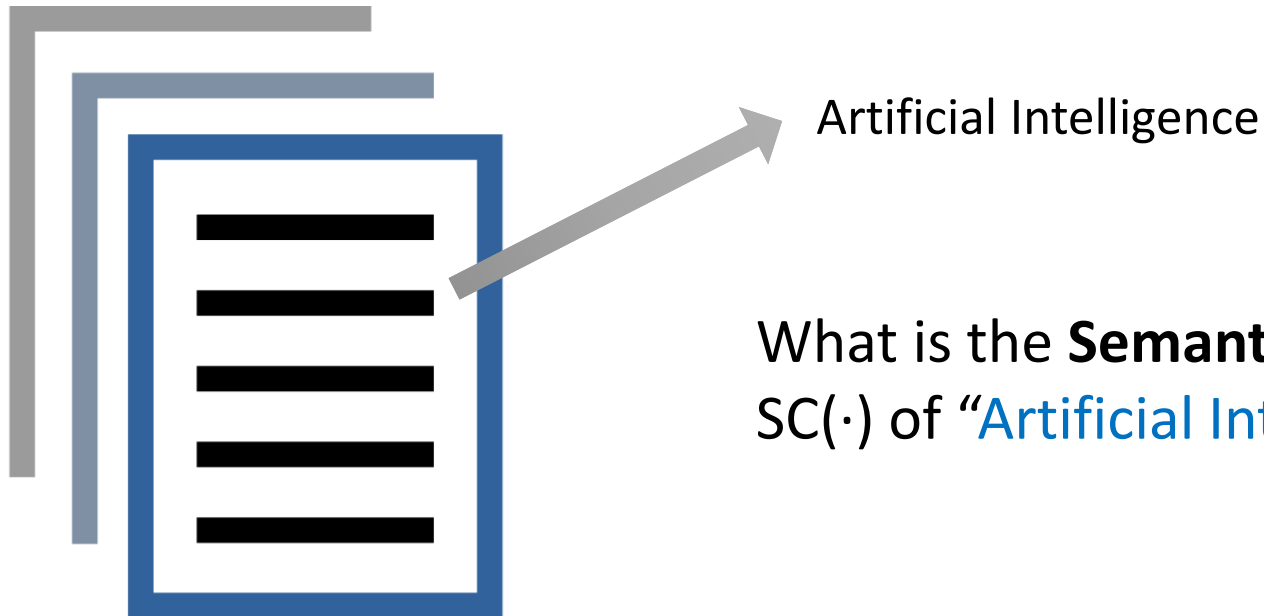 Artificial Intelligence
What is the Semant
SC(·) of “Artificial Int